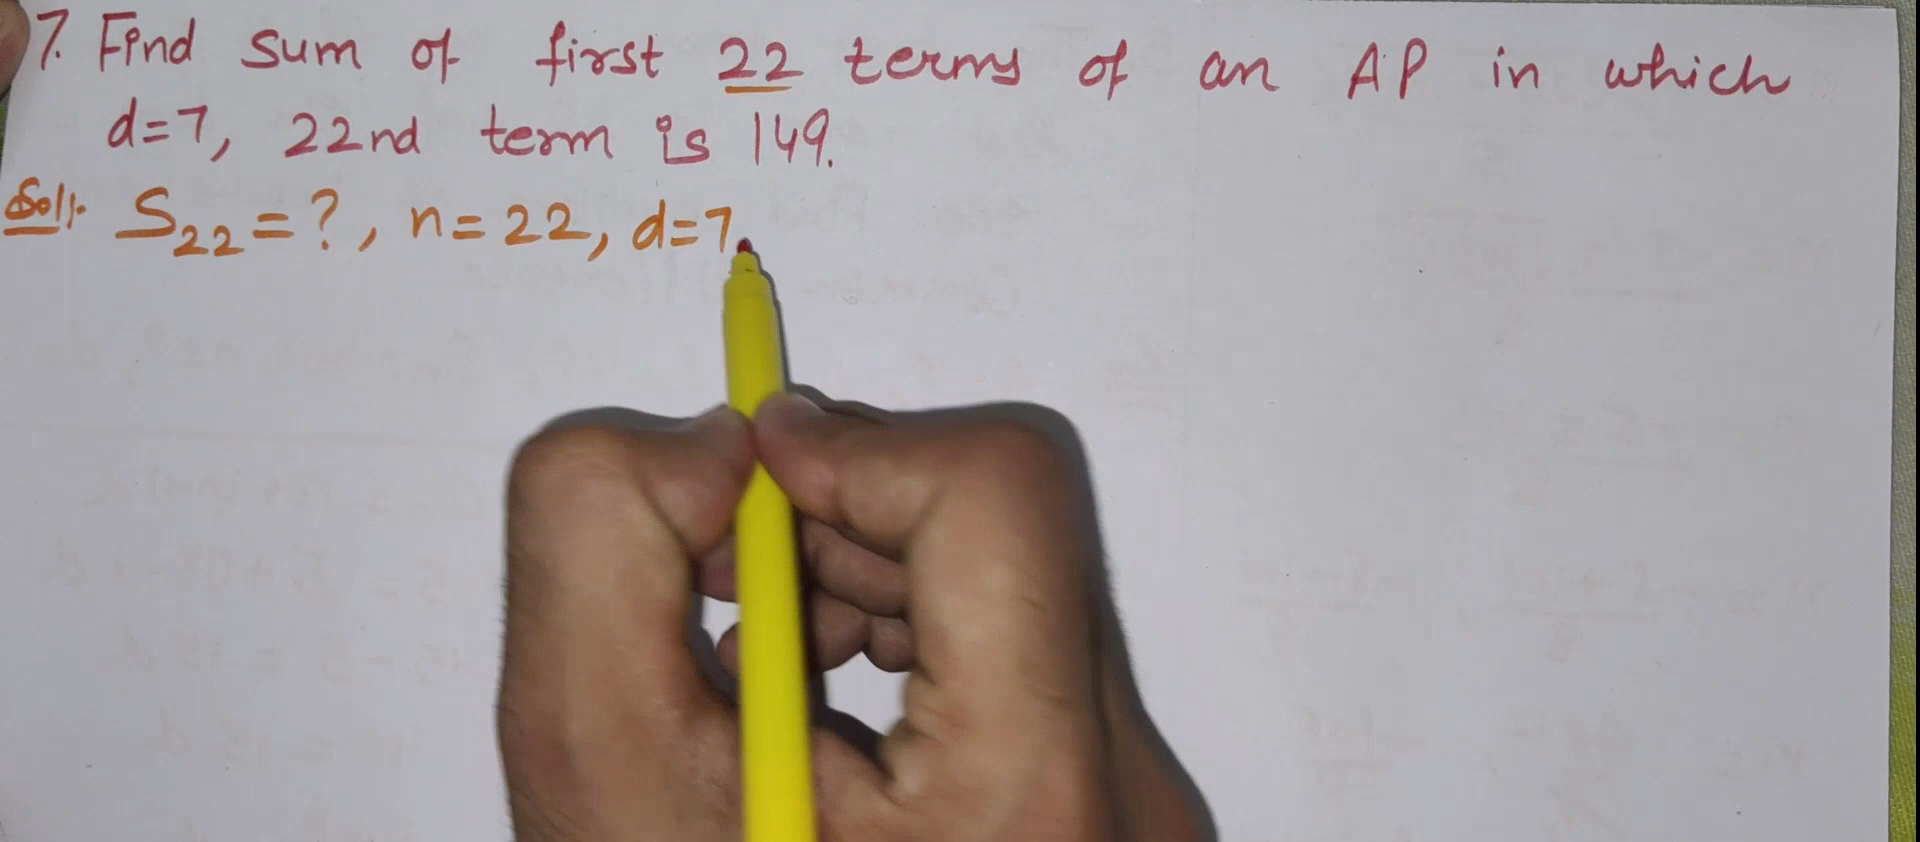 7. Find sum of first 22 terms of an AP in which
d=7, 22nd term is 149.
Sol:. S₂₂=?, n=22, d=7,